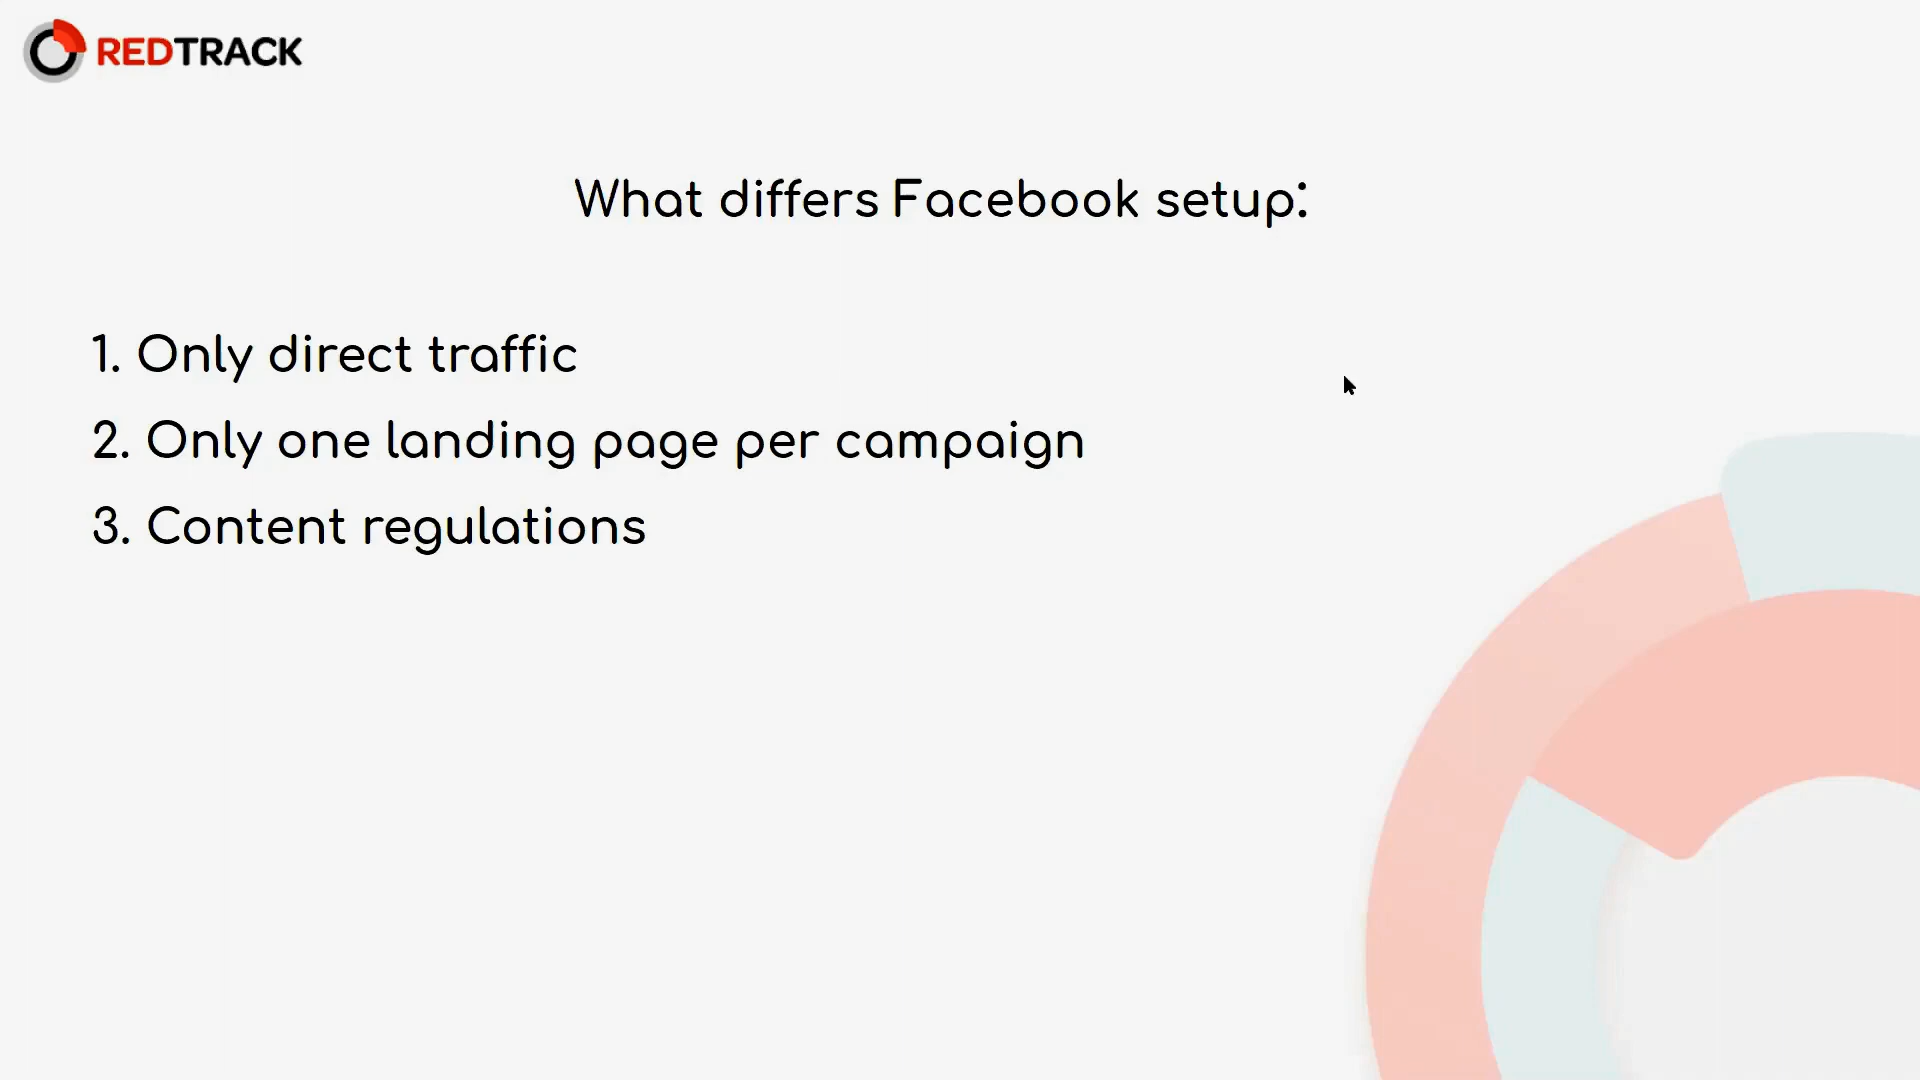 REDTRACK
What differs Facebook setup:
1. Only direct traffic
2. Only one landing page per campaign
3. Content regulations